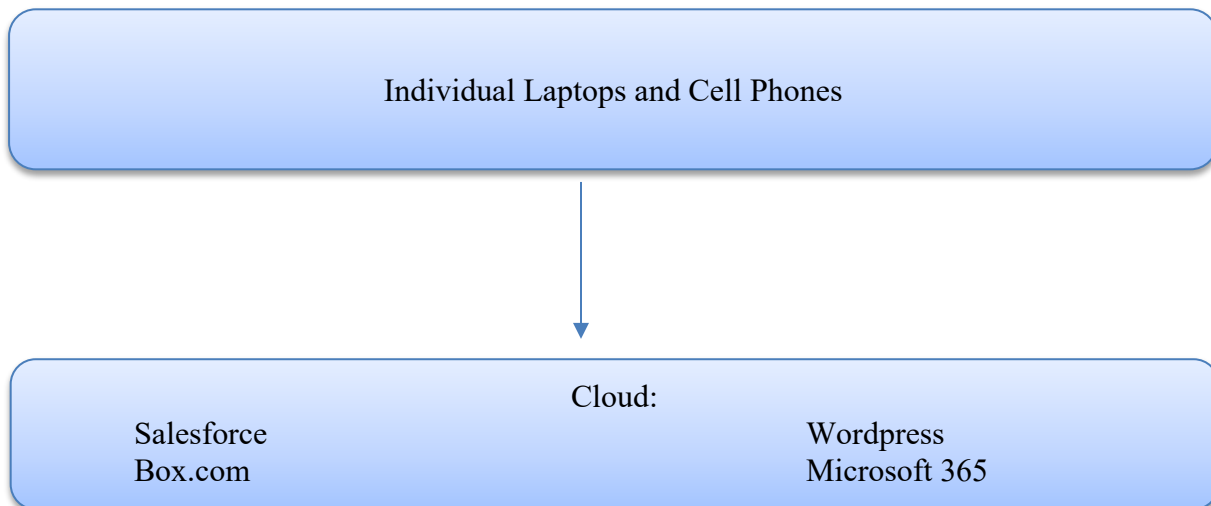 Individual Laptops and Cell Phones
Cloud:
Salesforce Wordpress
Box.com Microsoft 365